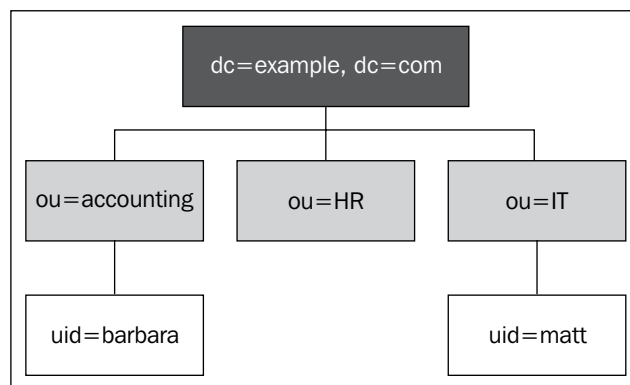 dc=example, dc=com
ou=accounting
ou=HR
ou=IT
uid=barbara
uid=matt